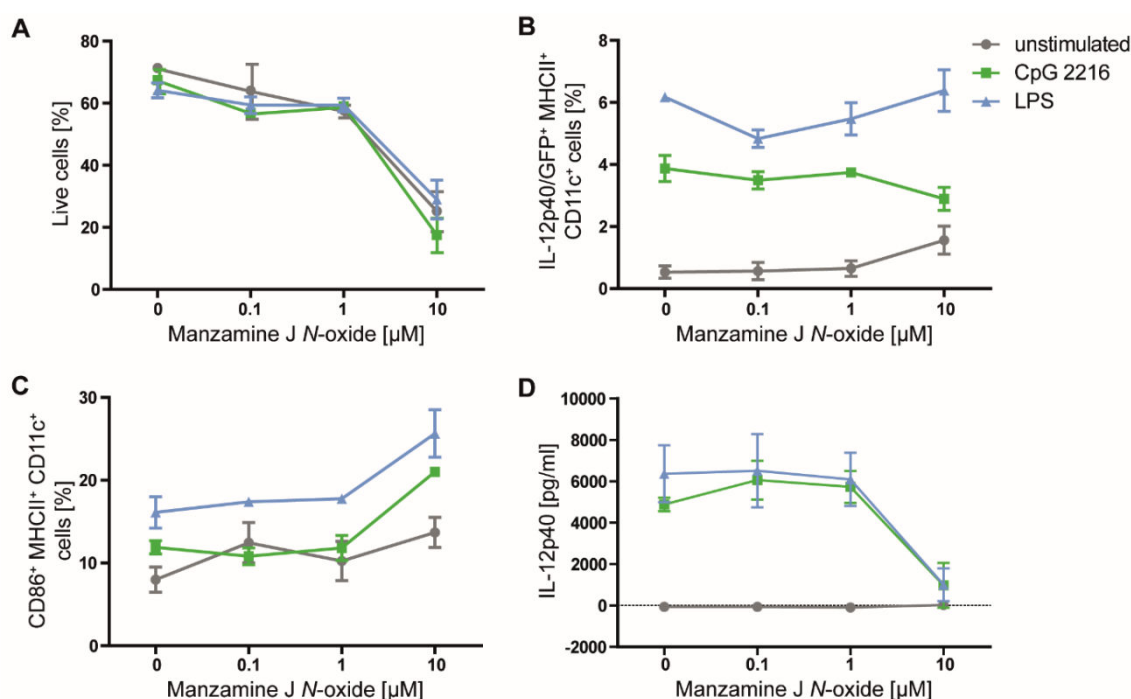 A
Live cells [%]
80
60
40
20
0
0 0.1 1 10
Manzamine J N-oxide [µM]
B
IL-12p40/GFP⁺ MHCII⁺
CD11c⁺ cells [%]
8
6
4
2
0
0 0.1 1 10
Manzamine J N-oxide [µM]
unstimulated
CpG 2216
LPS
C
CD86⁺ MHCII⁺ CD11c⁺
cells [%]
30
20
10
0
0 0.1 1 10
Manzamine J N-oxide [µM]
D
IL-12p40 [pg/ml]
10000
8000
6000
4000
2000
0
-2000
0 0.1 1 10
Manzamine J N-oxide [µM]